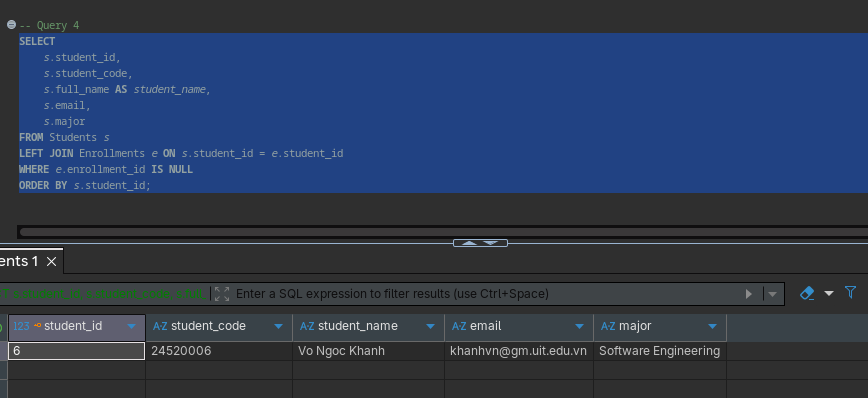 -- Query 4
SELECT
s.student_id,
s.student_code,
s.full_name AS student_name,
s.email,
s.major
FROM Students s
LEFT JOIN Enrollments e ON s.student_id = e.student_id
WHERE e.enrollment_id IS NULL
ORDER BY s.student_id;
ents 1
Enter a SQL expression to filter results (use Ctrl+Space)
123 student_id A-Z student_code A-Z student_name A-Z email A-Z major
6 24520006 Vo Ngoc Khanh khanhvn@gm.uit.edu.vn Software Engineering